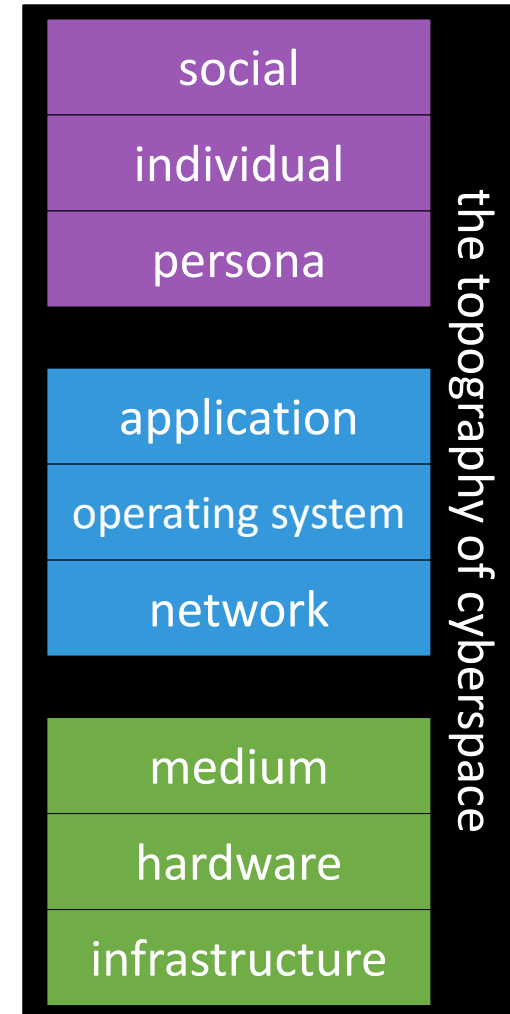 social
individual
persona
application
operating system
network
medium
hardware
infrastructure
the topography of cyberspace